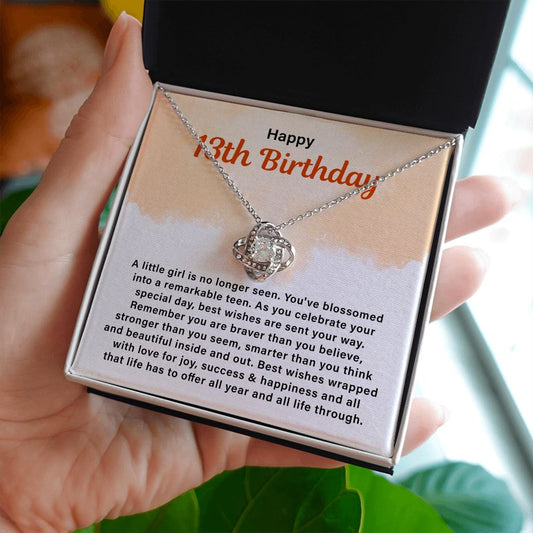 Happy
13th Birthday
A little girl is no longer seen. You've blossomed
into a remarkable teen. As you celebrate your
special day, best wishes are sent your way.
Remember you are braver than you believe,
stronger than you seem, smarter than you think
and beautiful inside and out. Best wishes wrapped
with love for joy, success & happiness and all
that life has to offer all year and all life through.